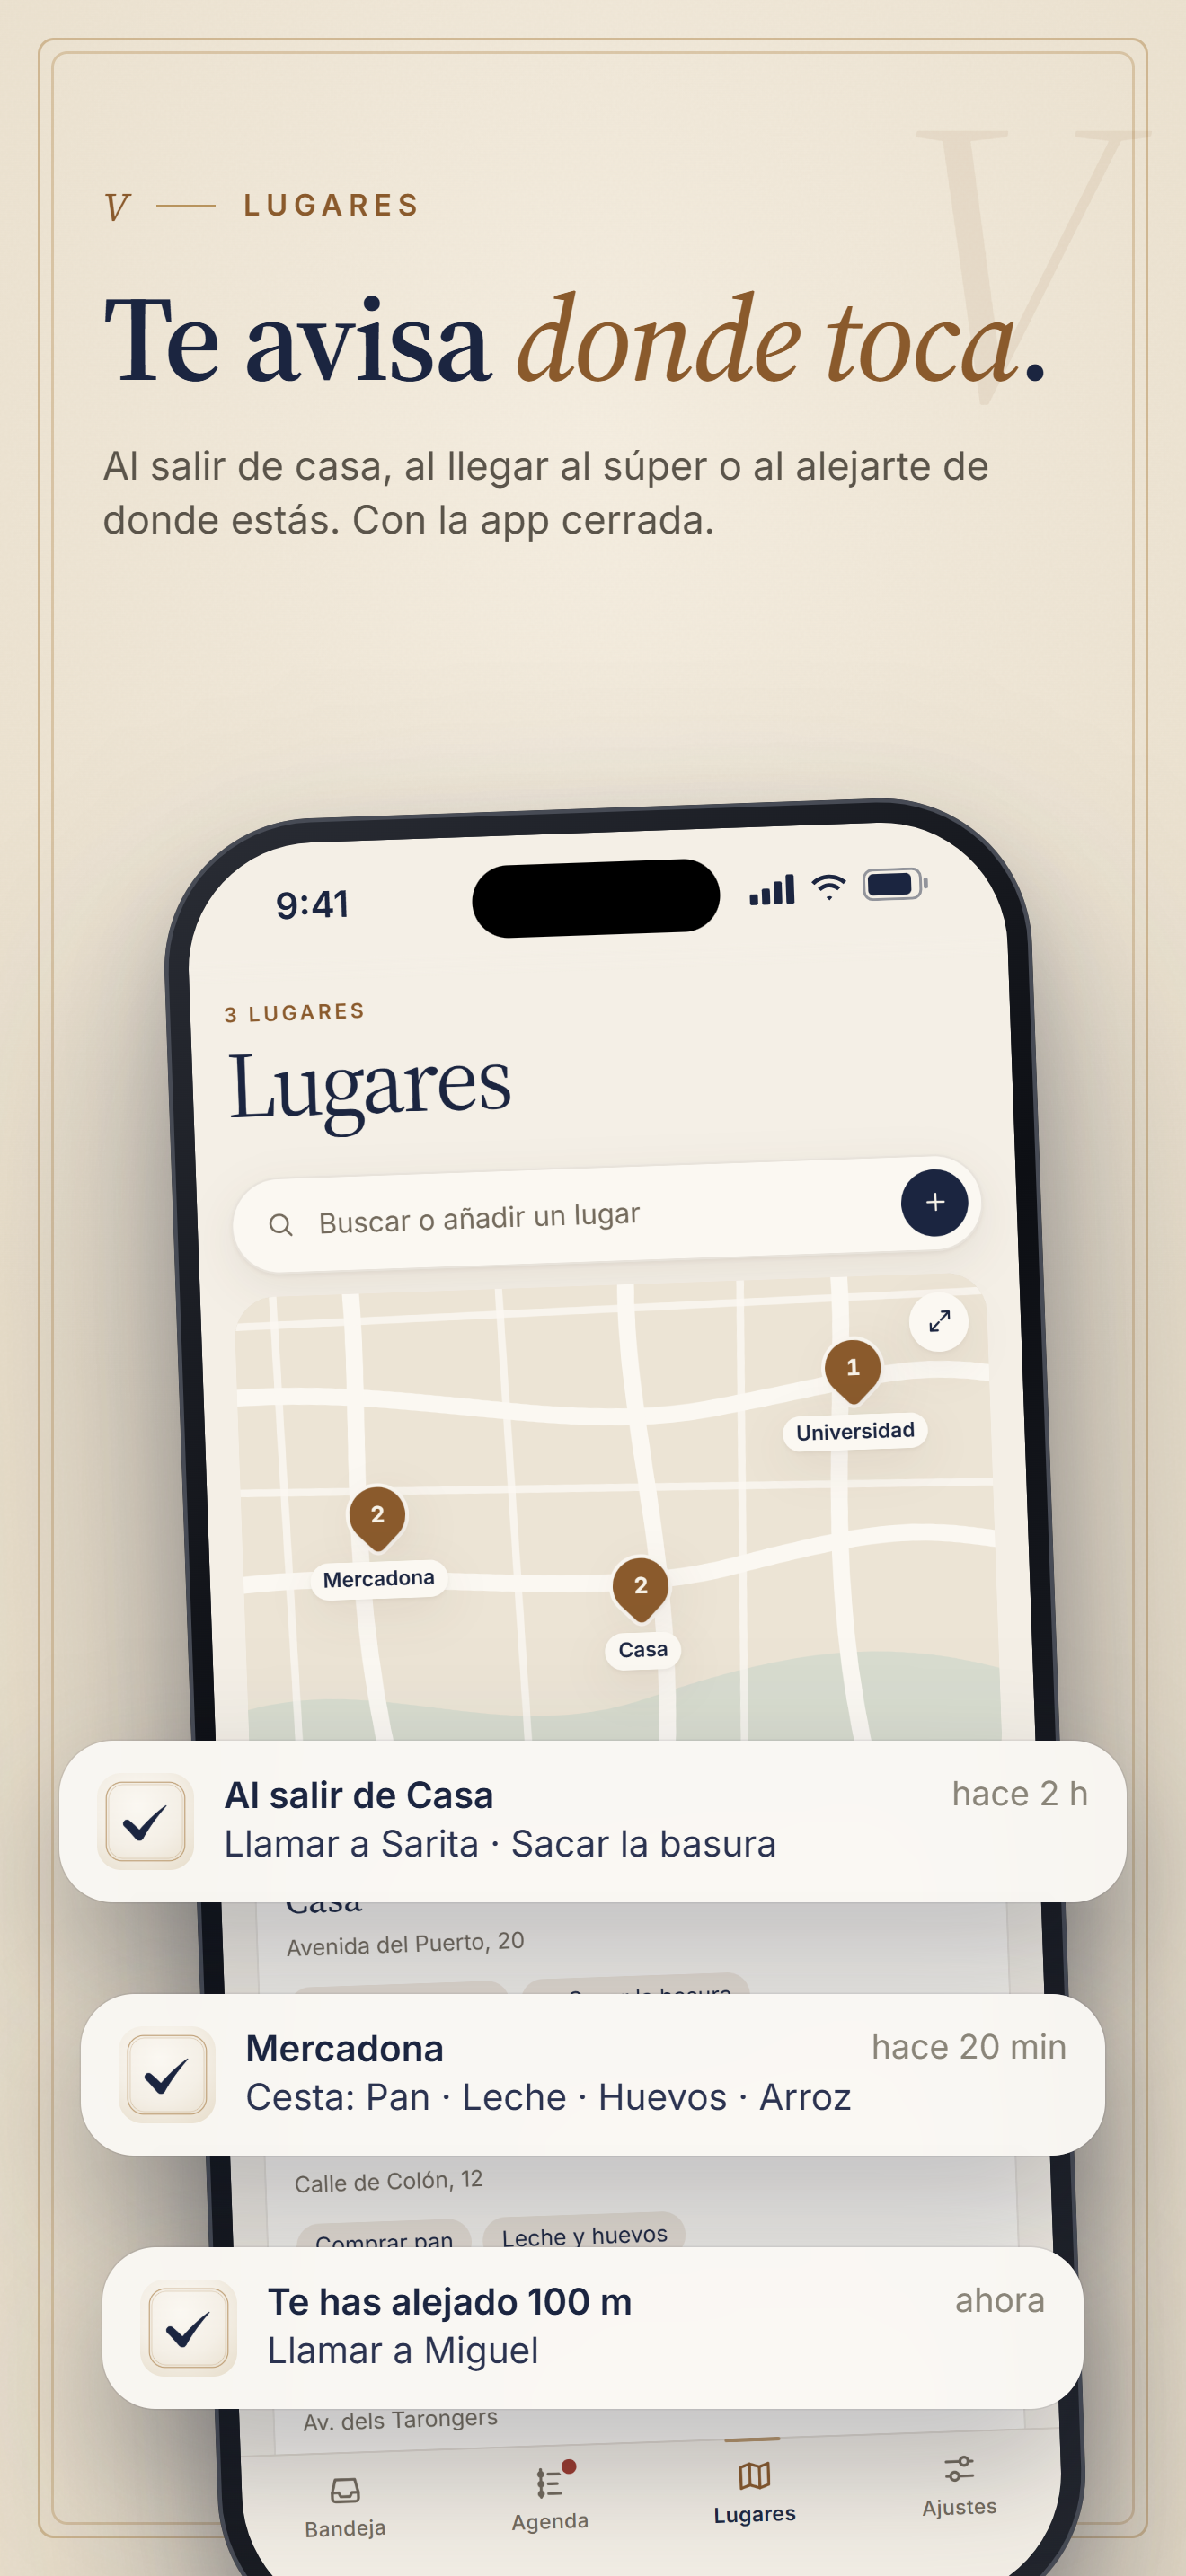 V — LUGARES
V
Te avisa donde toca.
Al salir de casa, al llegar al súper o al alejarte de
donde estás. Con la app cerrada.
9:41
3 LUGARES
Lugares
Buscar o añadir un lugar
1
Universidad
2
Mercadona
2
Casa
Al salir de Casa
hace 2 h
Llamar a Sarita · Sacar la basura
Casa
Avenida del Puerto, 20
Mercadona
hace 20 min
Cesta: Pan · Leche · Huevos · Arroz
Calle de Colón, 12
Comprar pan
Leche y huevos
Te has alejado 100 m
ahora
Llamar a Miguel
Av. dels Tarongers
Bandeja
Agenda
Lugares
Ajustes